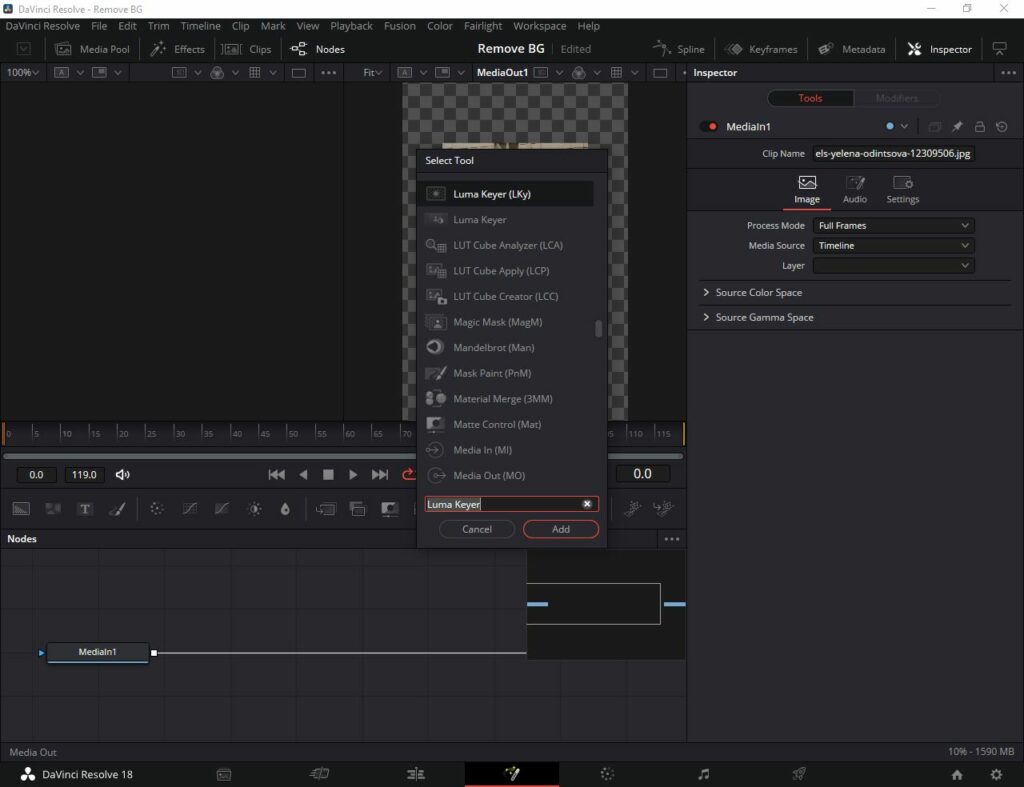 DaVinci Resolve - Remove BG
DaVinci Resolve File Edit Trim Timeline Clip Mark View Playback Fusion Color Fairlight Workspace Help
Media Pool Effects Clips Nodes Remove BG Edited Spline Keyframes Metadata Inspector
100% Fit MediaOut1 Inspector
Tools Modifiers
MediaIn1
Clip Name els-yelena-odintsova-12309506.jpg
Image Audio Settings
Process Mode Full Frames
Media Source Timeline
Layer
Source Color Space
Source Gamma Space
Select Tool
Luma Keyer (LKy)
Luma Keyer
LUT Cube Analyzer (LCA)
LUT Cube Apply (LCP)
LUT Cube Creator (LCC)
Magic Mask (MagM)
Mandelbrot (Man)
Mask Paint (PnM)
Material Merge (3MM)
Matte Control (Mat)
Media In (MI)
Media Out (MO)
Luma Keyer
Cancel Add
0 5 10 15 20 25 30 35 40 45 50 55 60 65 70 110 115
0.0 119.0 0.0
T
Nodes
MediaIn1
Media Out 10% - 1590 MB
DaVinci Resolve 18